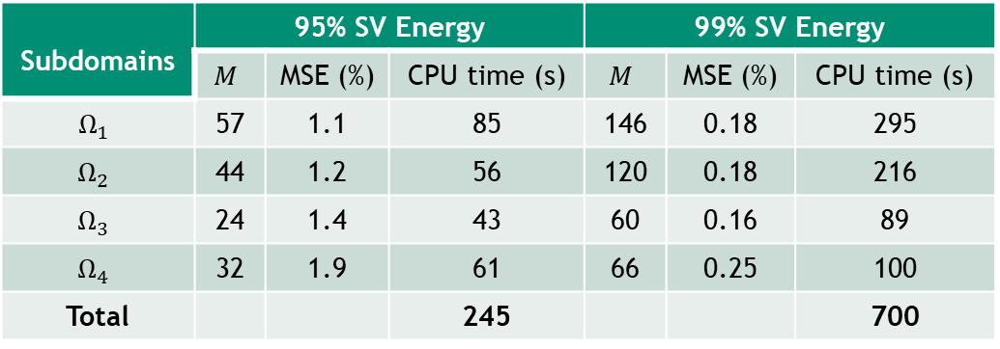 Subdomains 95% SV Energy 99% SV Energy
𝑀 MSE (%) CPU time (s) 𝑀 MSE (%) CPU time (s)
Ω₁ 57 1.1 85 146 0.18 295
Ω₂ 44 1.2 56 120 0.18 216
Ω₃ 24 1.4 43 60 0.16 89
Ω₄ 32 1.9 61 66 0.25 100
Total 245 700